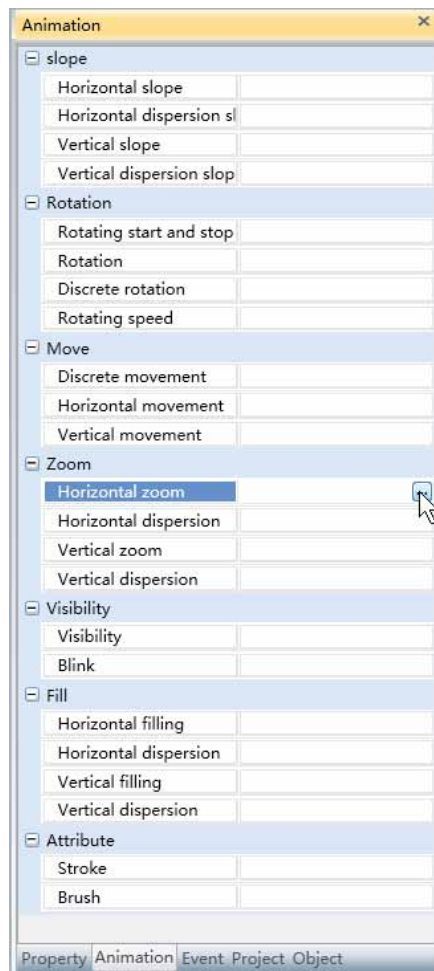 Animation
slope
Horizontal slope
Horizontal dispersion sl
Vertical slope
Vertical dispersion slop
Rotation
Rotating start and stop
Rotation
Discrete rotation
Rotating speed
Move
Discrete movement
Horizontal movement
Vertical movement
Zoom
Horizontal zoom
Horizontal dispersion
Vertical zoom
Vertical dispersion
Visibility
Visibility
Blink
Fill
Horizontal filling
Horizontal dispersion
Vertical filling
Vertical dispersion
Attribute
Stroke
Brush
Property Animation Event Project Object